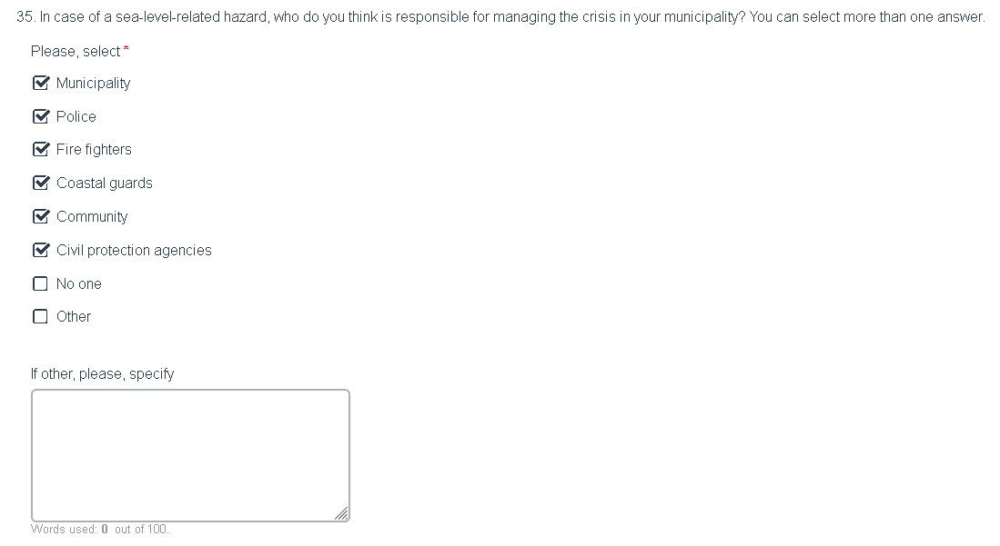 35. In case of a sea-level-related hazard, who do you think is responsible for managing the crisis in your municipality? You can select more than one answer.
Please, select *
Municipality
Police
Fire fighters
Coastal guards
Community
Civil protection agencies
No one
Other
If other, please, specify
Words used: 0 out of 100.